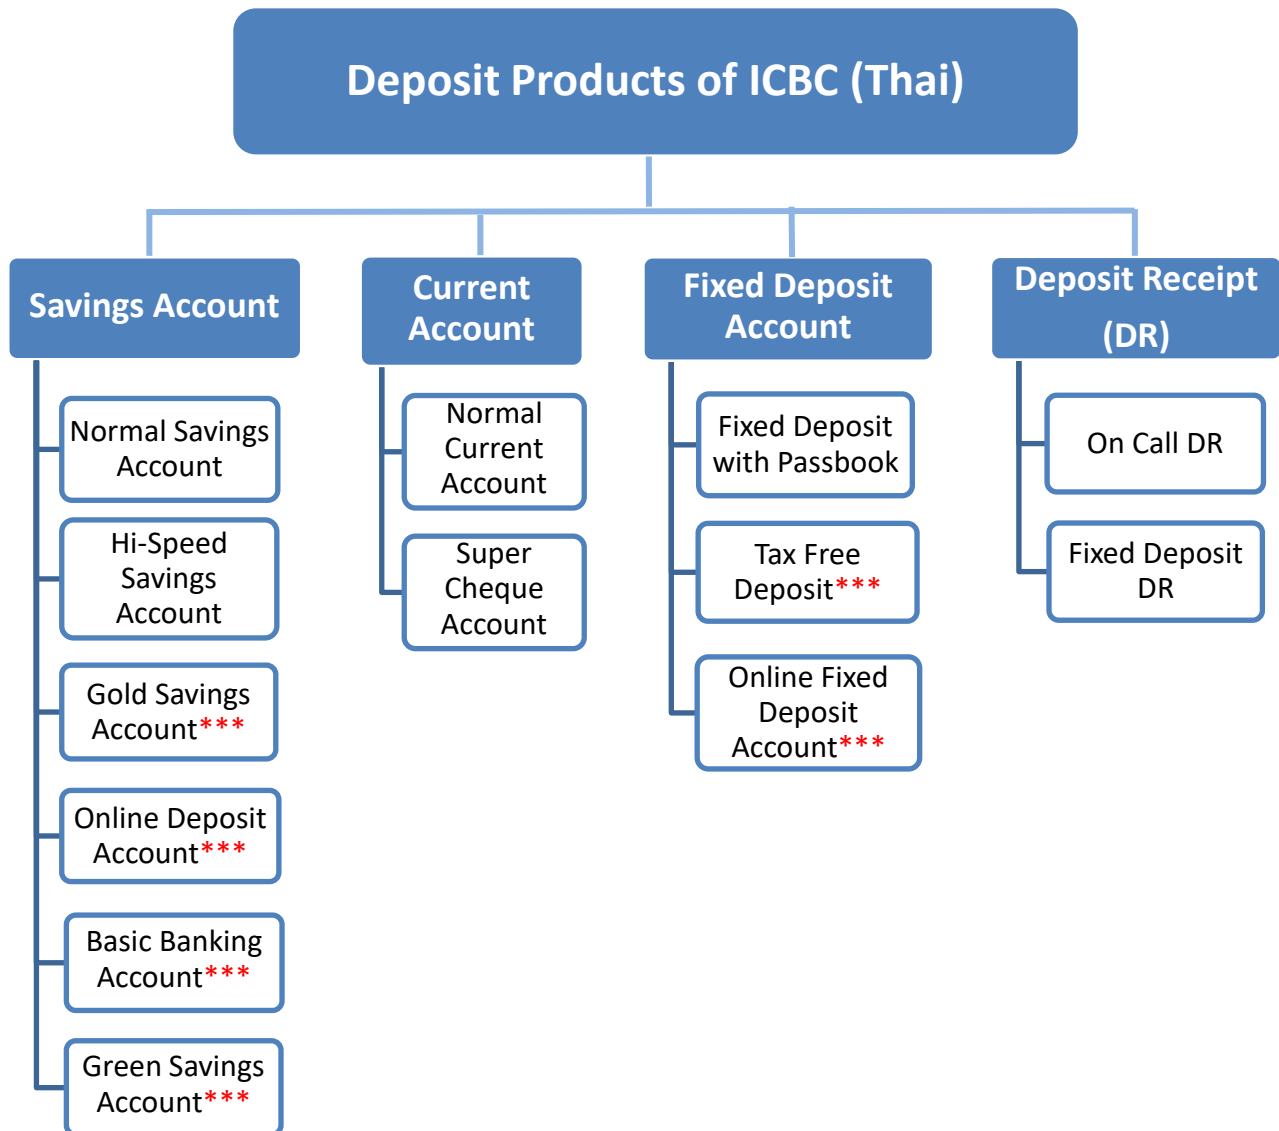 Deposit Products of ICBC (Thai)
Savings Account
Normal Savings
Account
Hi-Speed
Savings
Account
Gold Savings
Account***
Online Deposit
Account***
Basic Banking
Account***
Green Savings
Account***
Current
Account
Normal
Current
Account
Super
Cheque
Account
Fixed Deposit
Account
Fixed Deposit
with Passbook
Tax Free
Deposit***
Online Fixed
Deposit
Account***
Deposit Receipt
(DR)
On Call DR
Fixed Deposit
DR